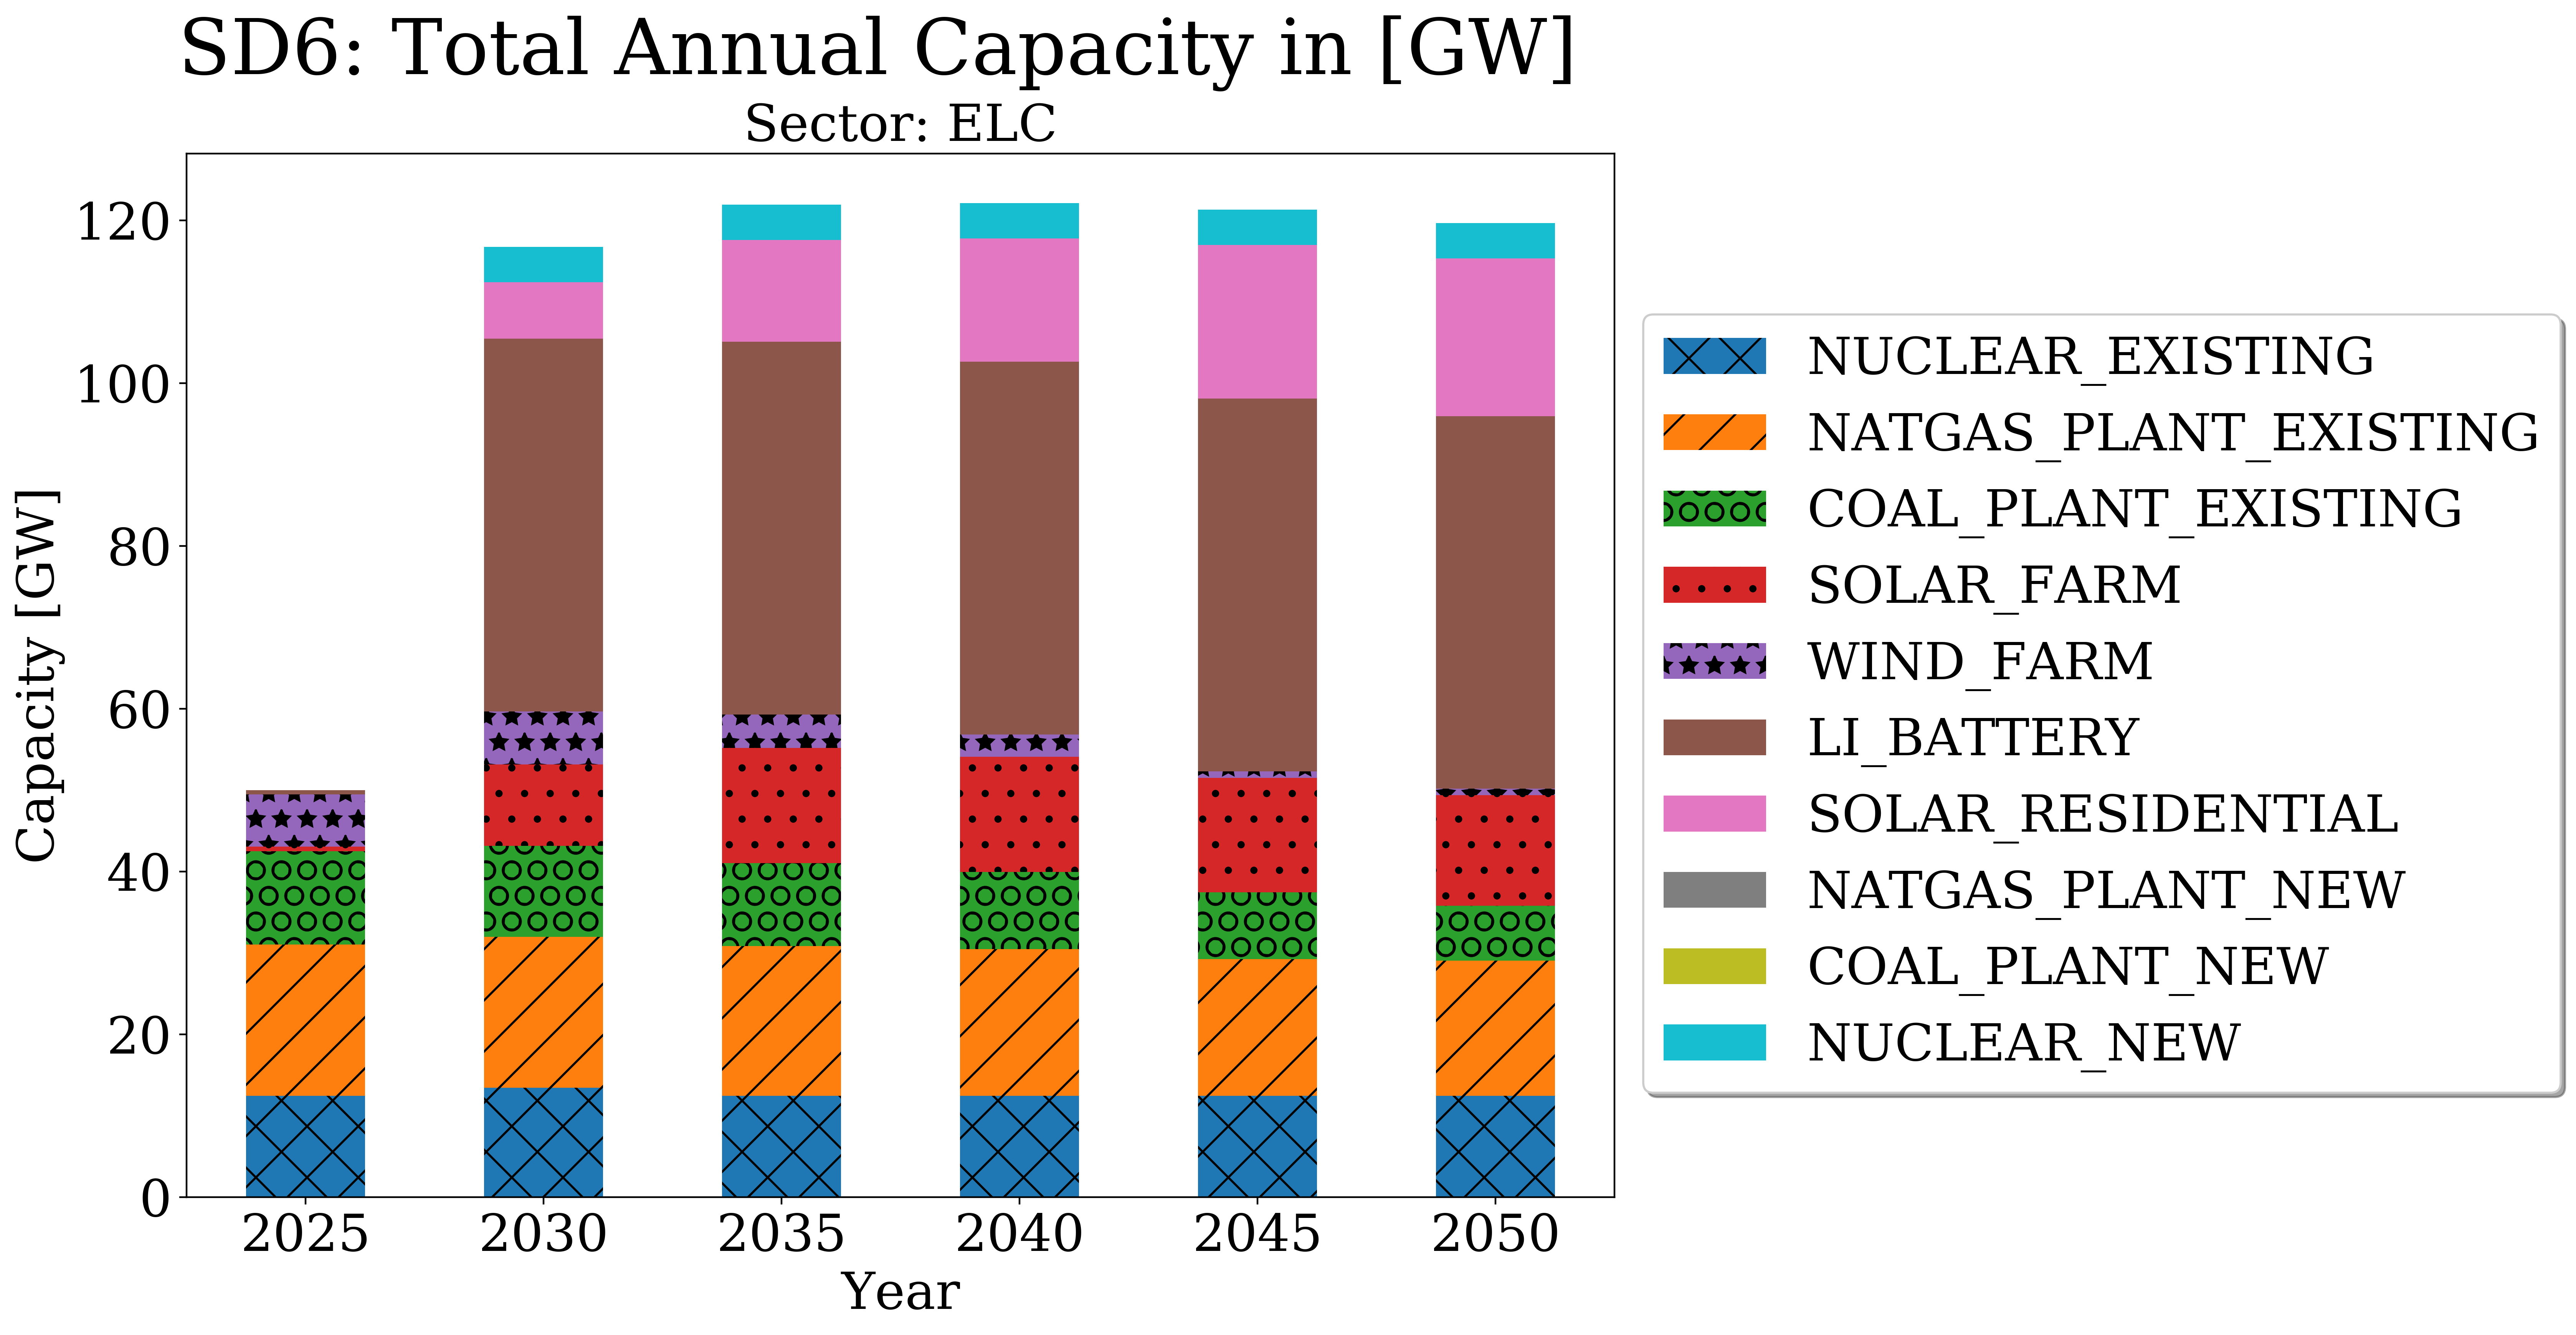 SD6: Total Annual Capacity in [GW]
Sector: ELC
120
100
80
60
40
20
0
Capacity [GW]
2025 2030 2035 2040 2045 2050
Year
NUCLEAR_EXISTING
NATGAS_PLANT_EXISTING
COAL_PLANT_EXISTING
SOLAR_FARM
WIND_FARM
LI_BATTERY
SOLAR_RESIDENTIAL
NATGAS_PLANT_NEW
COAL_PLANT_NEW
NUCLEAR_NEW